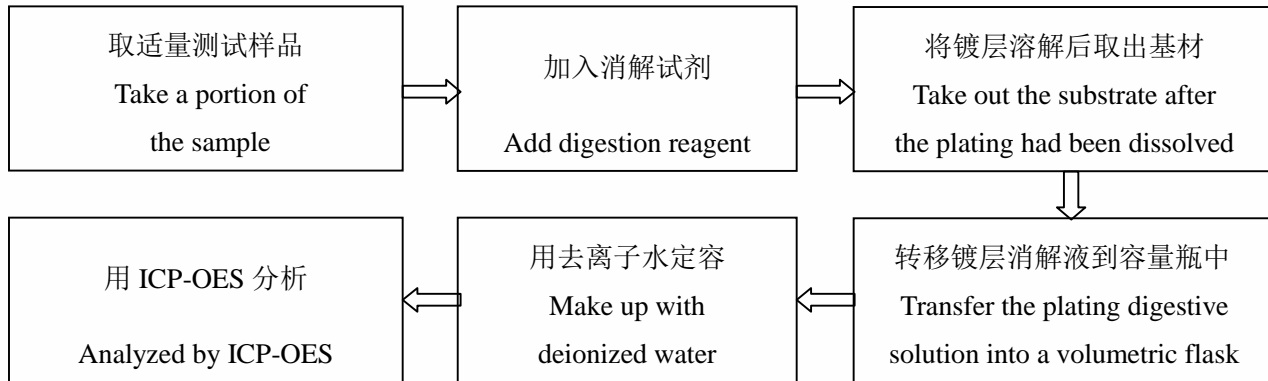 取适量测试样品
Take a portion of
the sample
加入消解试剂
Add digestion reagent
将镀层溶解后取出基材
Take out the substrate after
the plating had been dissolved
转移镀层消解液到容量瓶中
Transfer the plating digestive
solution into a volumetric flask
用去离子水定容
Make up with
deionized water
用 ICP-OES 分析
Analyzed by ICP-OES